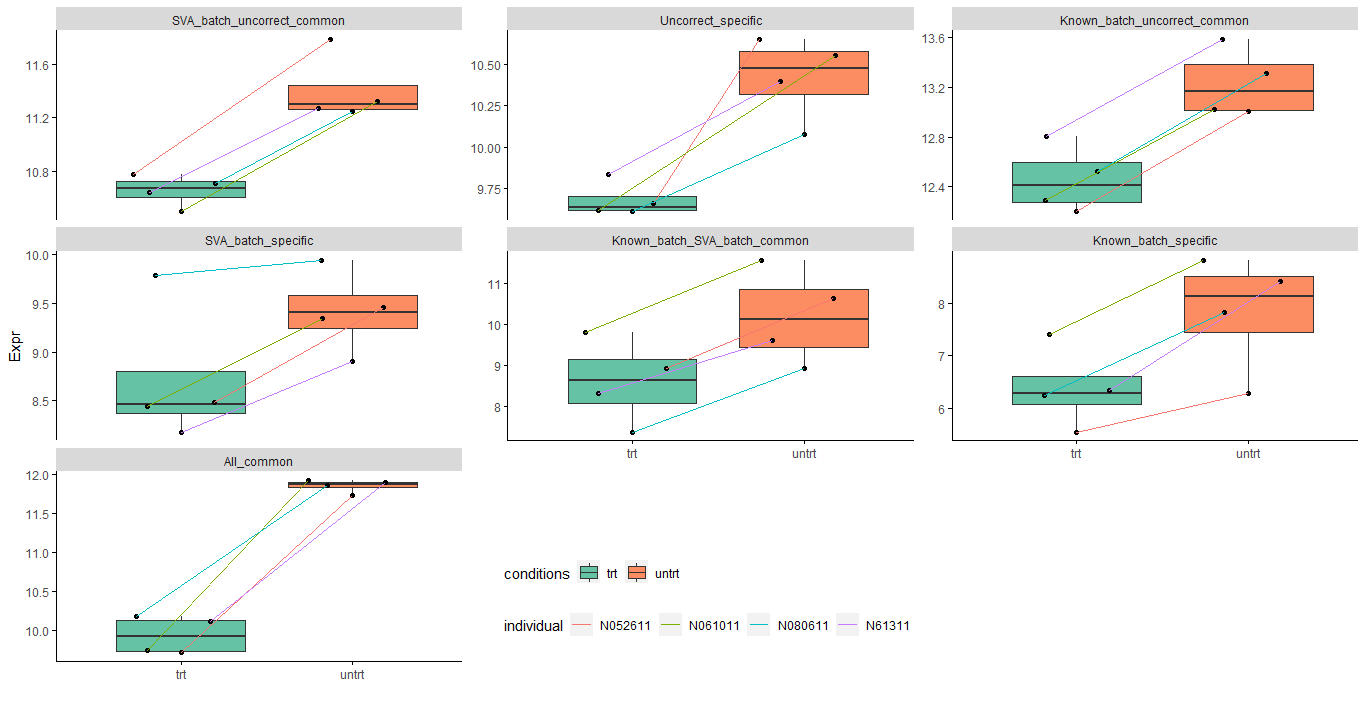 SVA_batch_uncorrect_common
Uncorrect_specific
Known_batch_uncorrect_common
11.6
11.2
10.8
10.50
10.25
10.00
9.75
13.6
13.2
12.8
12.4
SVA_batch_specific
Known_batch_SVA_batch_common
Known_batch_specific
Expr
10.0
9.5
9.0
8.5
11
10
9
8
8
7
6
trt untrt
trt untrt
All_common
12.0
11.5
11.0
10.5
10.0
trt untrt
conditions trt untrt
individual N052611 N061011 N080611 N61311